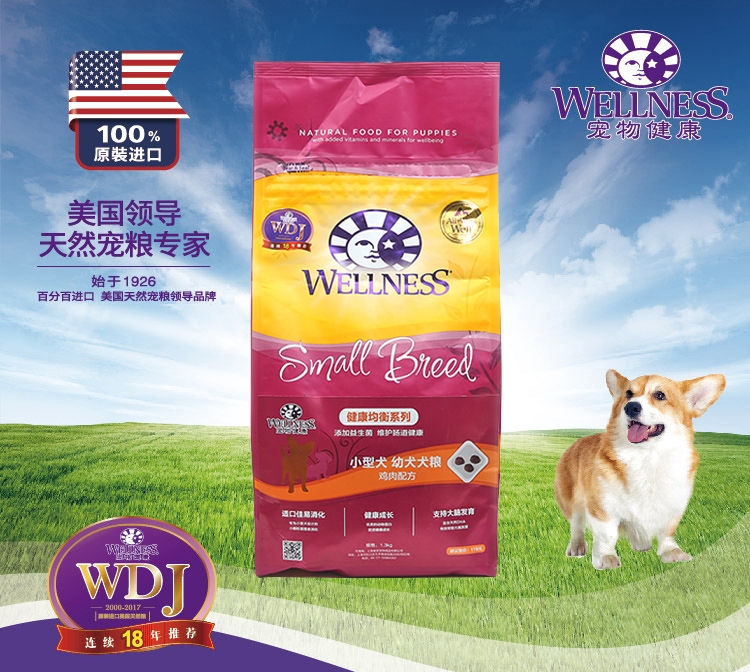 100%
原裝进口
WELLNESS®
宠物健康
美国领导
天然宠粮专家
始于1926
百分百进口 美国天然宠粮领导品牌
NATURAL FOOD FOR PUPPIES
with added vitamins and minerals for wellbeing
WDJ
WELLNESS®
Small Breed
健康均衡系列
添加益生菌 维护肠道健康
小型犬 幼犬犬粮
鸡肉配方
适口佳易消化
健康成长
支持大脑发育
WELLNESS
WDJ
2000-2017
连续18年推荐